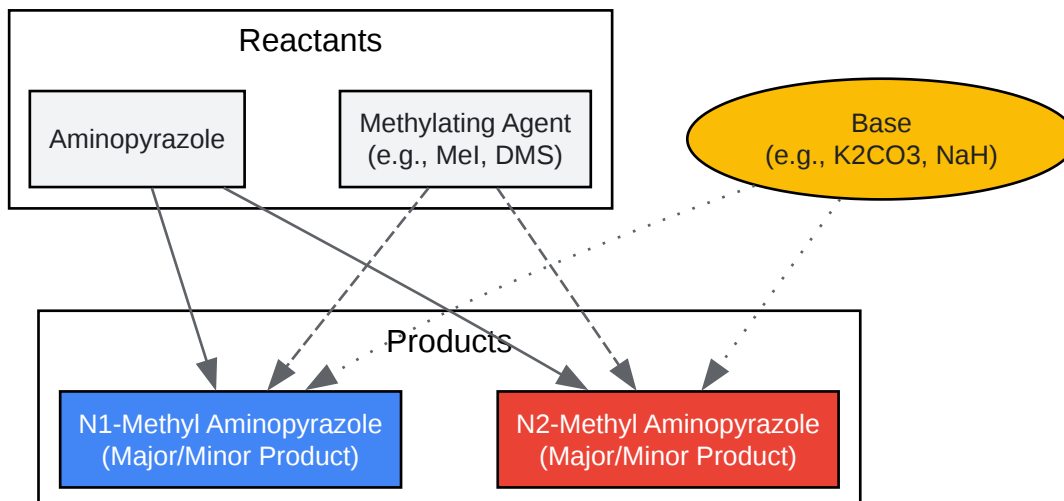 Reactants
Aminopyrazole
Methylating Agent
(e.g., MeI, DMS)
Base
(e.g., K2CO3, NaH)
Products
N1-Methyl Aminopyrazole
(Major/Minor Product)
N2-Methyl Aminopyrazole
(Major/Minor Product)